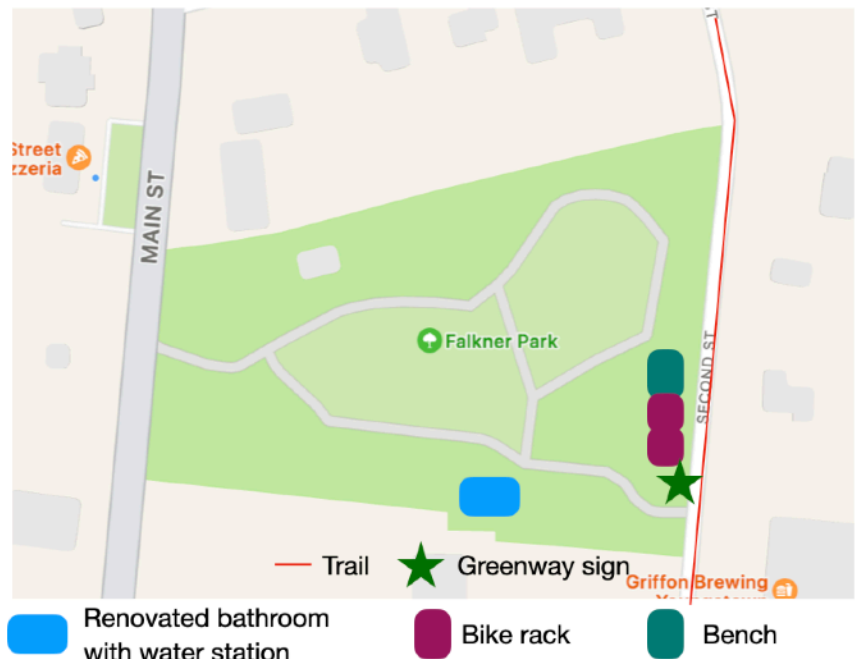 Street
zzeria
MAIN ST
Falkner Park
SECOND ST
Trail
Greenway sign
Griffon Brewing
Renovated bathroom
with water station
Bike rack
Bench